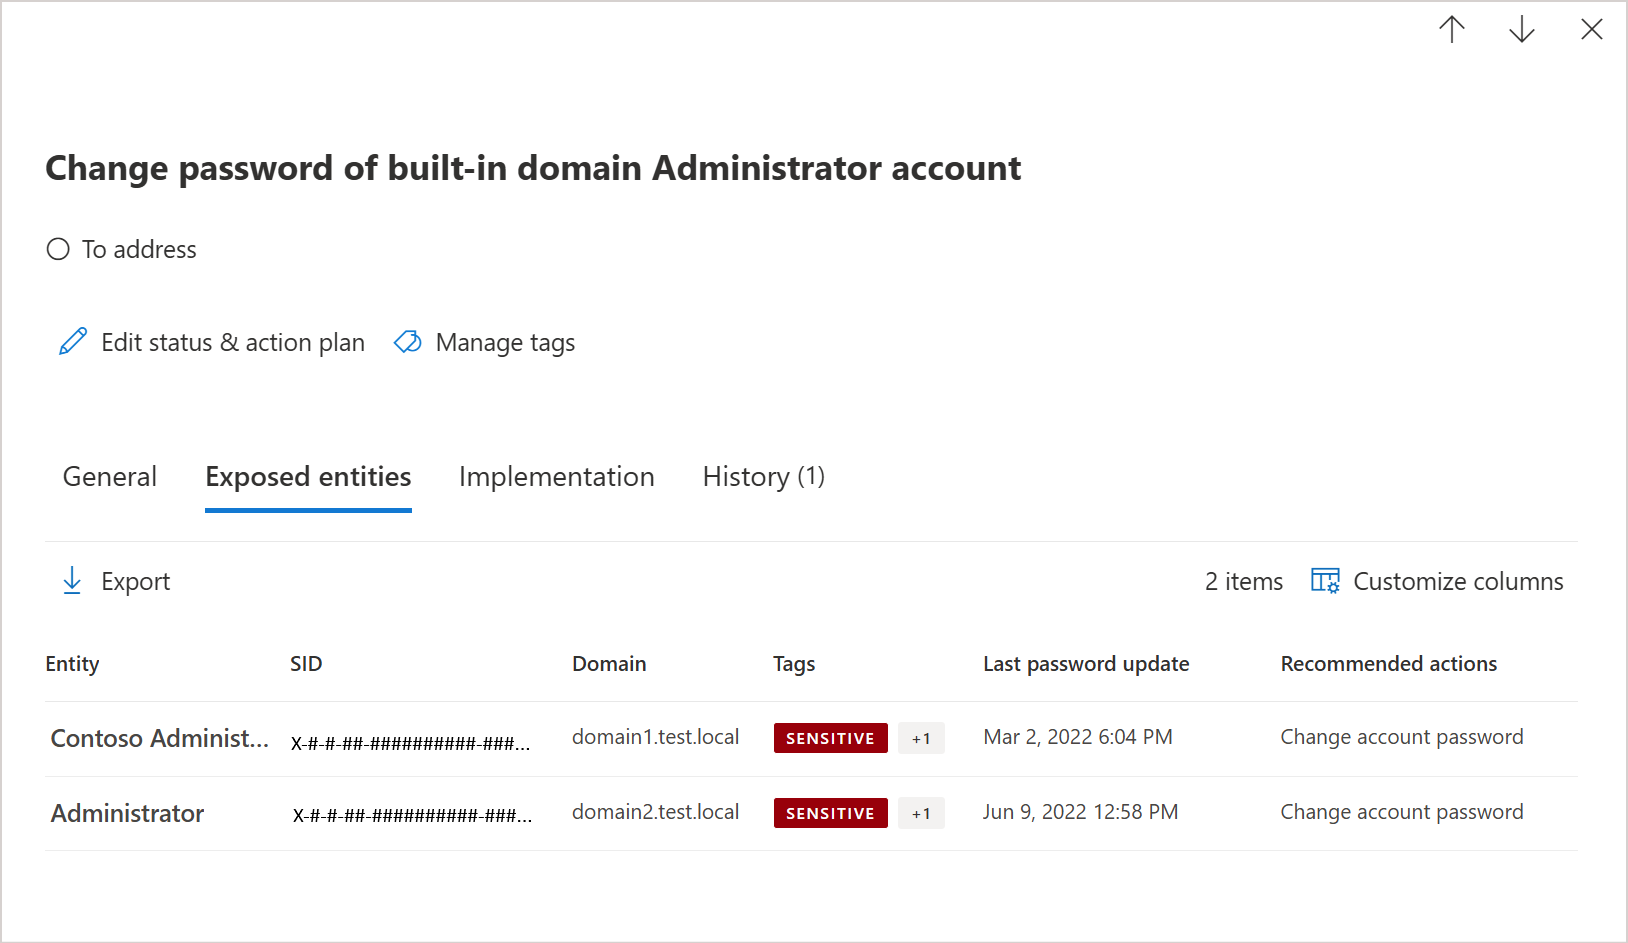 Change password of built-in domain Administrator account
To address
Edit status & action plan Manage tags
General Exposed entities Implementation History (1)
Export 2 items Customize columns
Entity SID Domain Tags Last password update Recommended actions
Contoso Administ... X-#-#-##-##########-###... domain1.test.local SENSITIVE +1 Mar 2, 2022 6:04 PM Change account password
Administrator X-#-#-##-##########-###... domain2.test.local SENSITIVE +1 Jun 9, 2022 12:58 PM Change account password